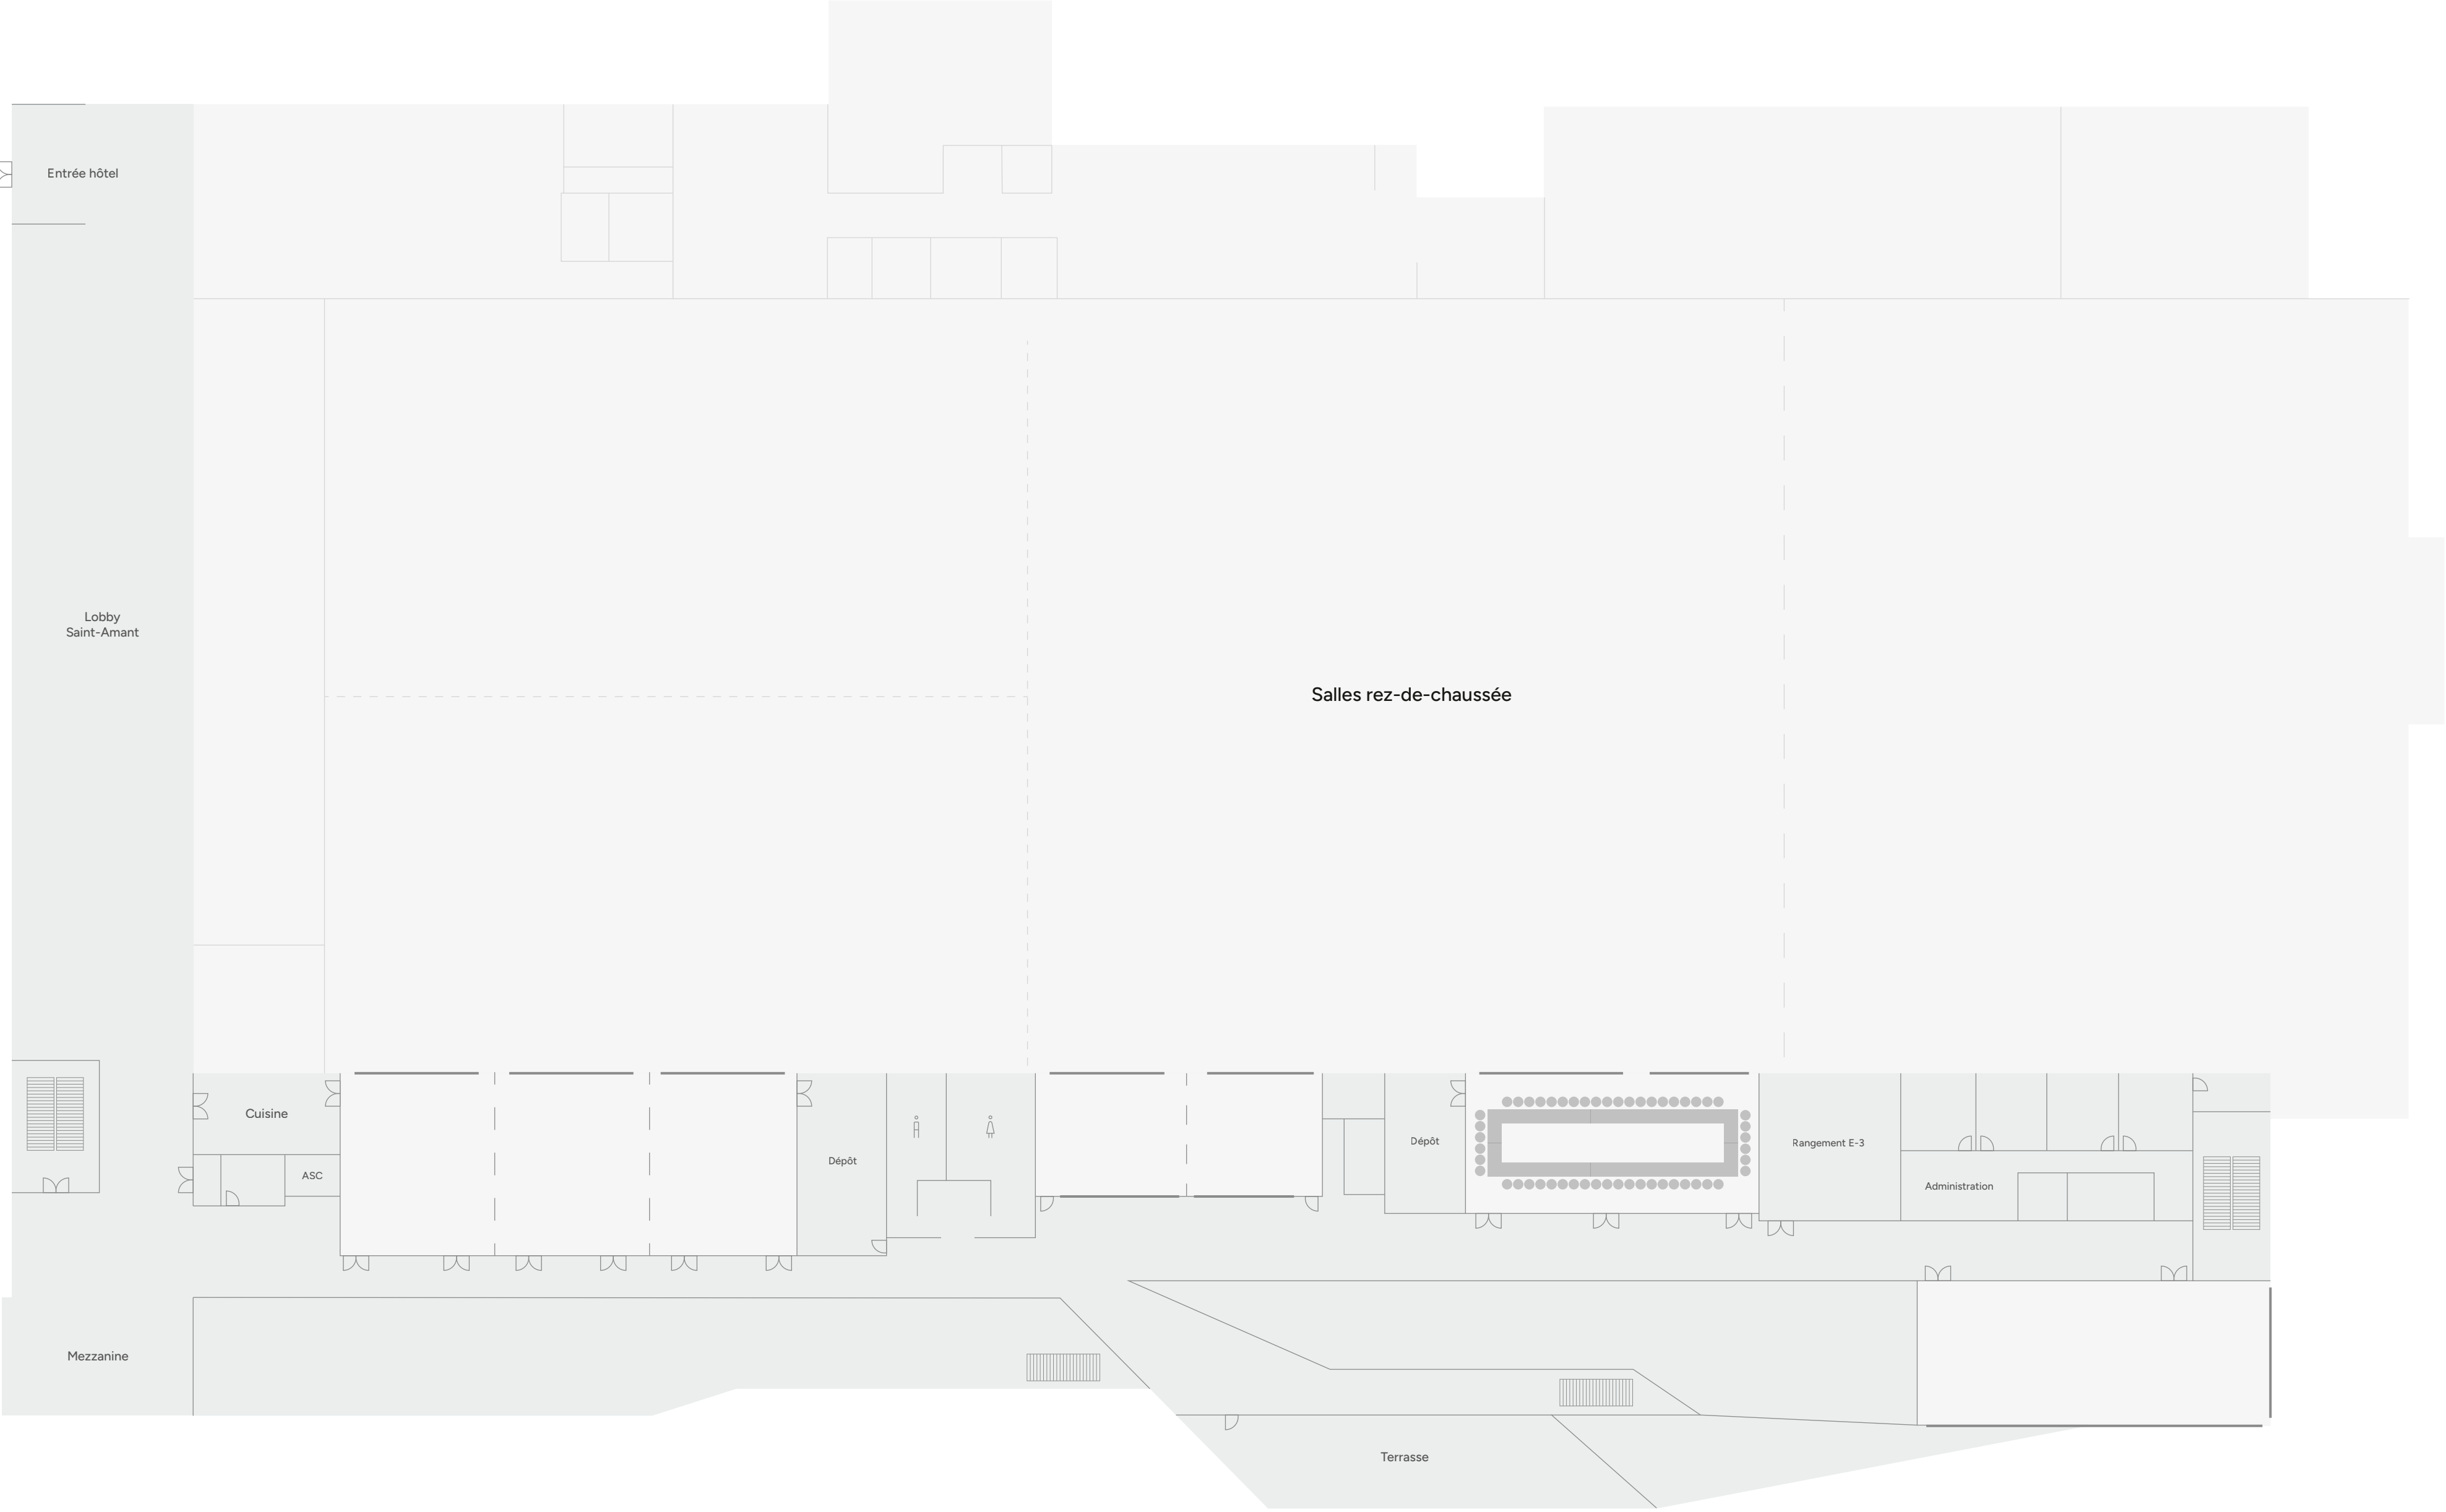 Entrée hôtel
Lobby
Saint-Amant
Salles rez-de-chaussée
Cuisine
ASC
Dépôt
Dépôt
Rangement E-3
Administration
Mezzanine
Terrasse